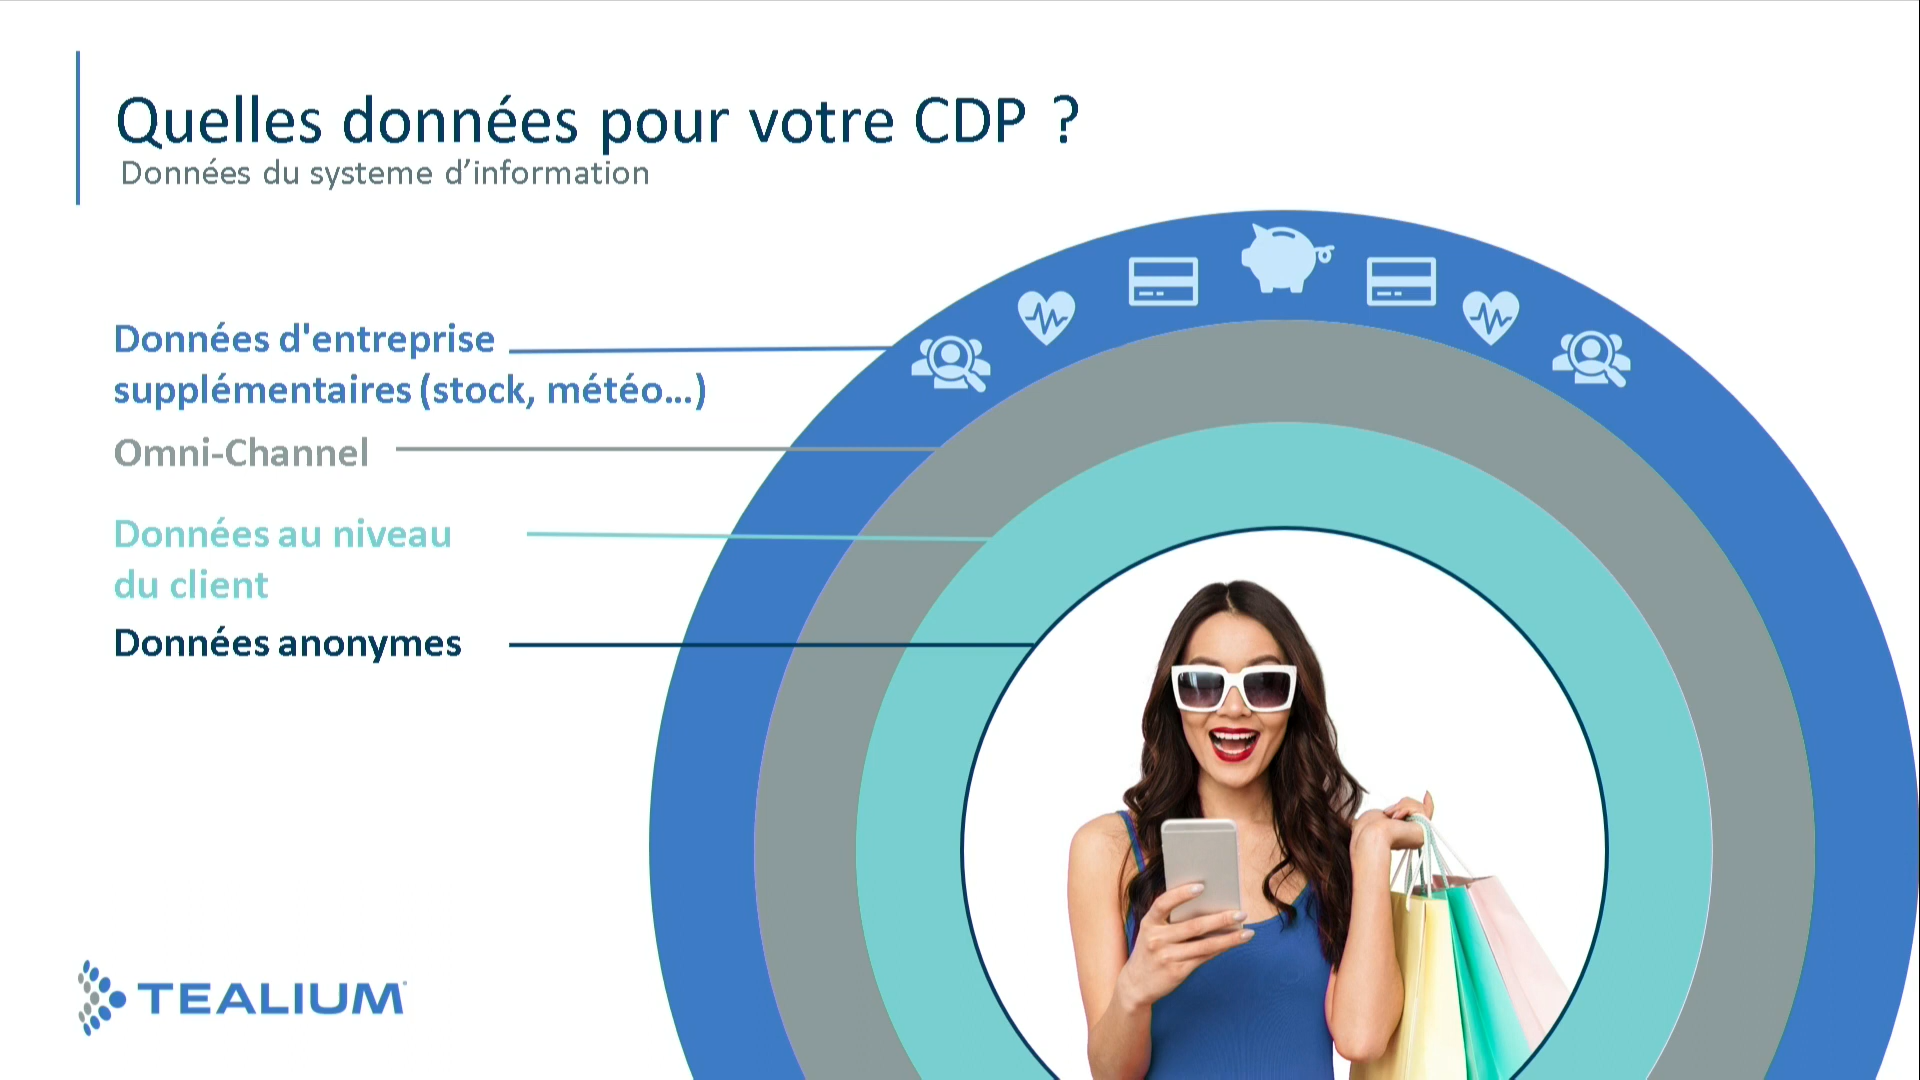 Quelles données pour votre CDP ?
Données du systeme d’information
Données d'entreprise
supplémentaires (stock, météo...)
Omni-Channel
Données au niveau
du client
Données anonymes
TEALIUM